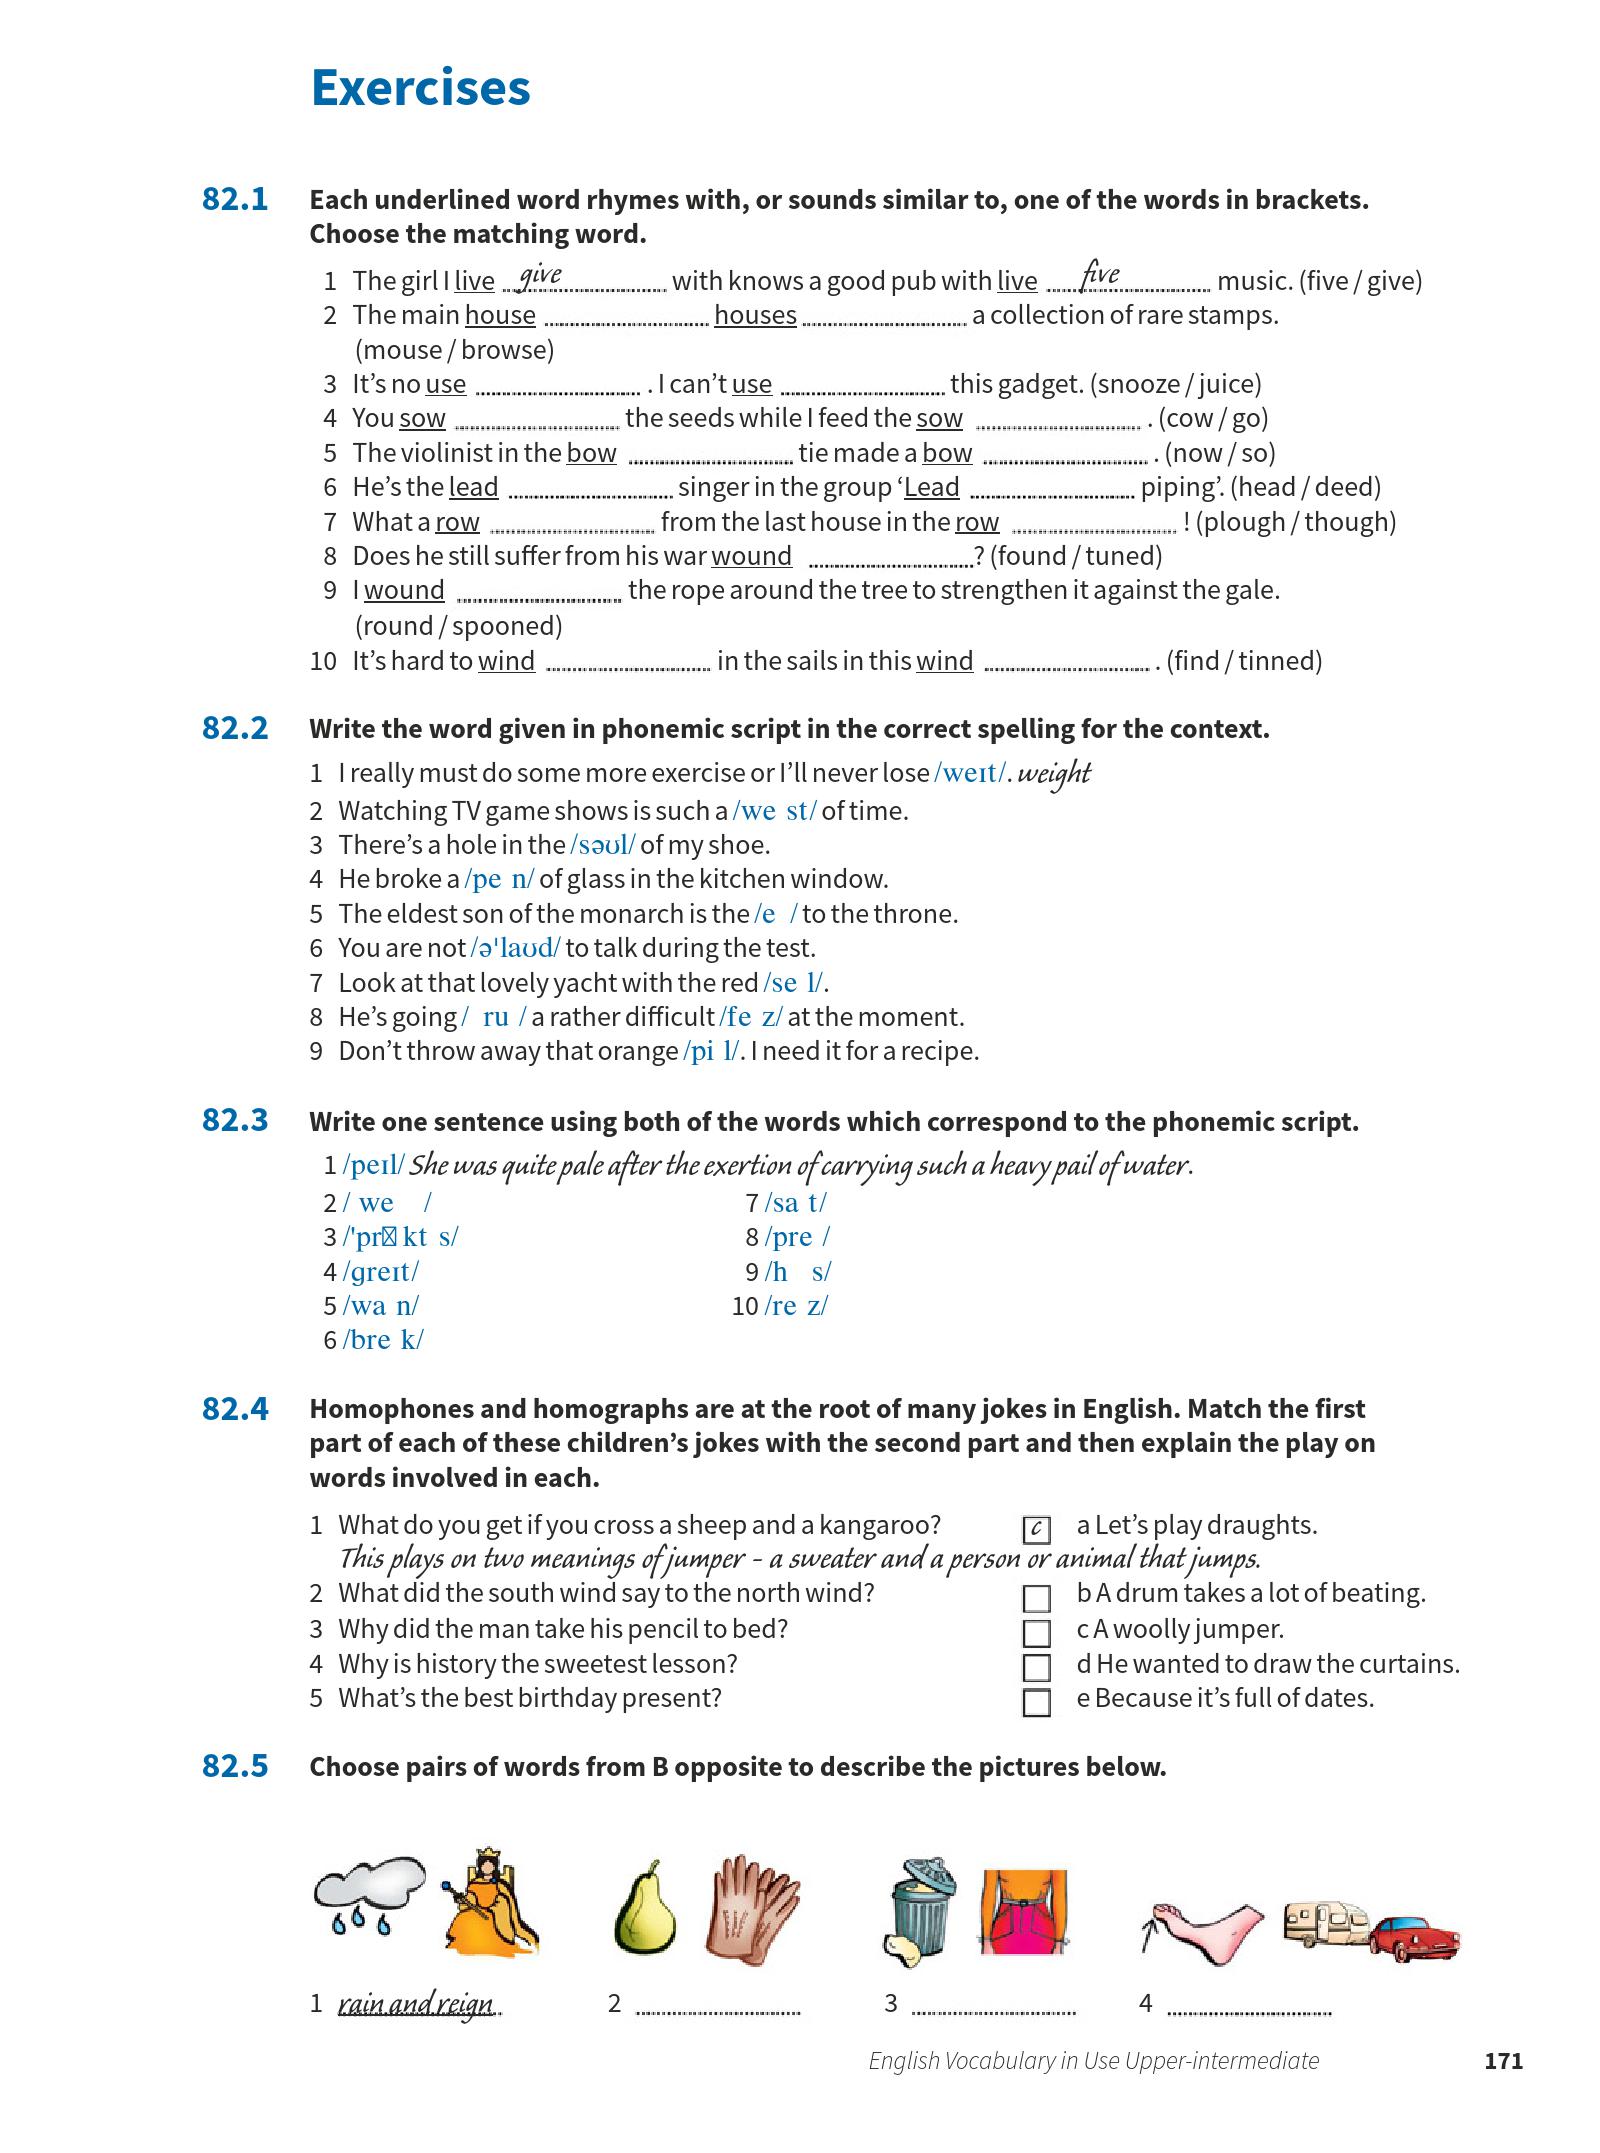 Exercises
82.1 Each underlined word rhymes with, or sounds similar to, one of the words in brackets.
Choose the matching word.
1 The girl I live give with knows a good pub with live five music. (five / give)
2 The main house houses a collection of rare stamps.
(mouse / browse)
3 It's no use . I can't use this gadget. (snooze / juice)
4 You sow the seeds while I feed the sow . (cow / go)
5 The violinist in the bow tie made a bow . (now / so)
6 He's the lead singer in the group ‘Lead piping’. (head / deed)
7 What a row from the last house in the row ! (plough / though)
8 Does he still suffer from his war wound ? (found / tuned)
9 I wound the rope around the tree to strengthen it against the gale.
(round / spooned)
10 It's hard to wind in the sails in this wind . (find / tinned)
82.2 Write the word given in phonemic script in the correct spelling for the context.
1 I really must do some more exercise or I'll never lose /weɪt/. weight
2 Watching TV game shows is such a /we st/ of time.
3 There's a hole in the /səʊl/ of my shoe.
4 He broke a /pe n/ of glass in the kitchen window.
5 The eldest son of the monarch is the /e / to the throne.
6 You are not /əˈlaʊd/ to talk during the test.
7 Look at that lovely yacht with the red /se l/.
8 He's going / ru / a rather difficult /fe z/ at the moment.
9 Don't throw away that orange /pi l/. I need it for a recipe.
82.3 Write one sentence using both of the words which correspond to the phonemic script.
1 /peɪl/ She was quite pale after the exertion of carrying such a heavy pail of water.
2 / we / 7 /sa t/
3 /ˈpr kt s/ 8 /pre /
4 /greɪt/ 9 /h s/
5 /wa n/ 10 /re z/
6 /bre k/
82.4 Homophones and homographs are at the root of many jokes in English. Match the first
part of each of these children's jokes with the second part and then explain the play on
words involved in each.
1 What do you get if you cross a sheep and a kangaroo? c a Let's play draughts.
This plays on two meanings of jumper - a sweater and a person or animal that jumps.
2 What did the south wind say to the north wind? b A drum takes a lot of beating.
3 Why did the man take his pencil to bed? c A woolly jumper.
4 Why is history the sweetest lesson? d He wanted to draw the curtains.
5 What's the best birthday present? e Because it's full of dates.
82.5 Choose pairs of words from B opposite to describe the pictures below.
1 rain and reign 2 3 4
English Vocabulary in Use Upper-intermediate 171